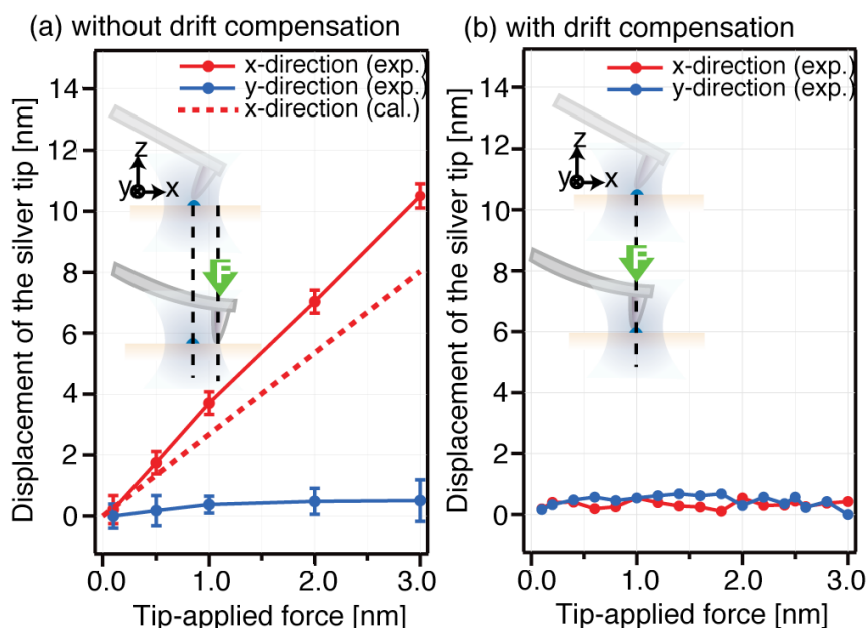 (a) without drift compensation
Displacement of the silver tip [nm]
14
12
10
8
6
4
2
0
x-direction (exp.)
y-direction (exp.)
x-direction (cal.)
z
y
x
F
0.0
1.0
2.0
3.0
Tip-applied force [nm]
(b) with drift compensation
Displacement of the silver tip [nm]
14
12
10
8
6
4
2
0
x-direction (exp.)
y-direction (exp.)
z
y
x
F
0.0
1.0
2.0
3.0
Tip-applied force [nm]